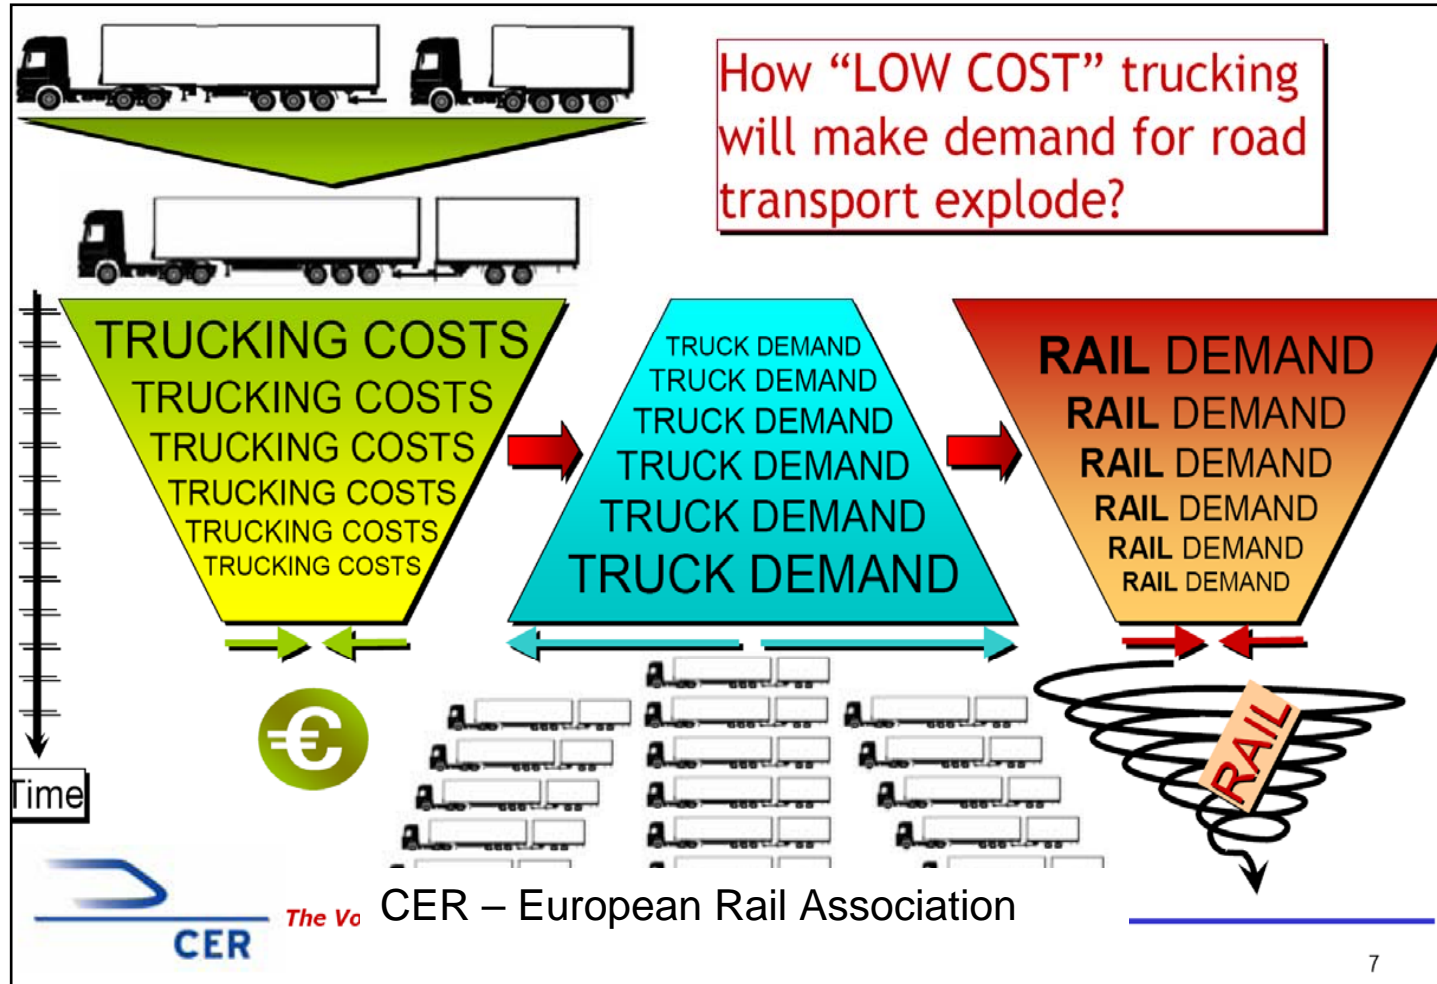 How “LOW COST” trucking
will make demand for road
transport explode?
TRUCKING COSTS
TRUCKING COSTS
TRUCKING COSTS
TRUCKING COSTS
TRUCKING COSTS
TRUCKING COSTS
TRUCK DEMAND
TRUCK DEMAND
TRUCK DEMAND
TRUCK DEMAND
TRUCK DEMAND
TRUCK DEMAND
RAIL DEMAND
RAIL DEMAND
RAIL DEMAND
RAIL DEMAND
RAIL DEMAND
RAIL DEMAND
€
RAIL
Time
CER
The Vo
CER – European Rail Association
7